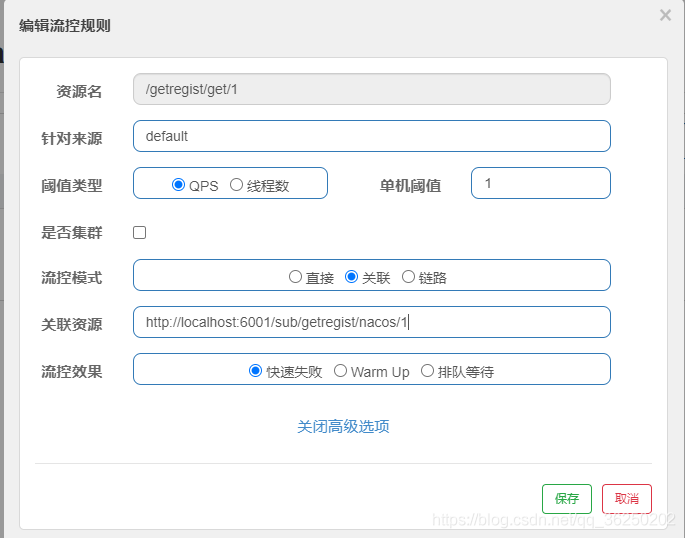 编辑流控规则 ×
资源名 /getregist/get/1
针对来源 default
阈值类型 QPS 线程数 单机阈值 1
是否集群
流控模式 直接 关联 链路
关联资源 http://localhost:6001/sub/getregist/nacos/1
流控效果 快速失败 Warm Up 排队等待
关闭高级选项
保存 取消
https://blog.csdn.net/qq_36250202